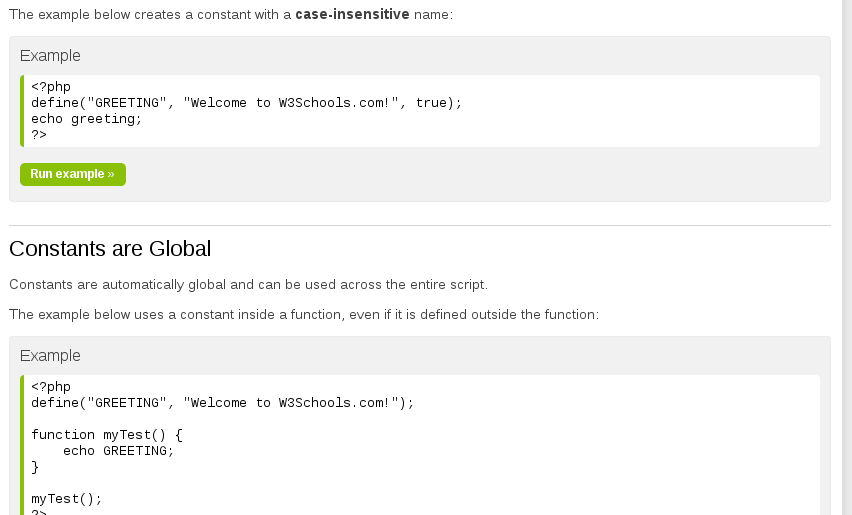 The example below creates a constant with a case-insensitive name:
Example
<?php
define("GREETING", "Welcome to W3Schools.com!", true);
echo greeting;
?>
Run example »
Constants are Global
Constants are automatically global and can be used across the entire script.
The example below uses a constant inside a function, even if it is defined outside the function:
Example
<?php
define("GREETING", "Welcome to W3Schools.com!");
function myTest() {
    echo GREETING;
}
myTest();
?>